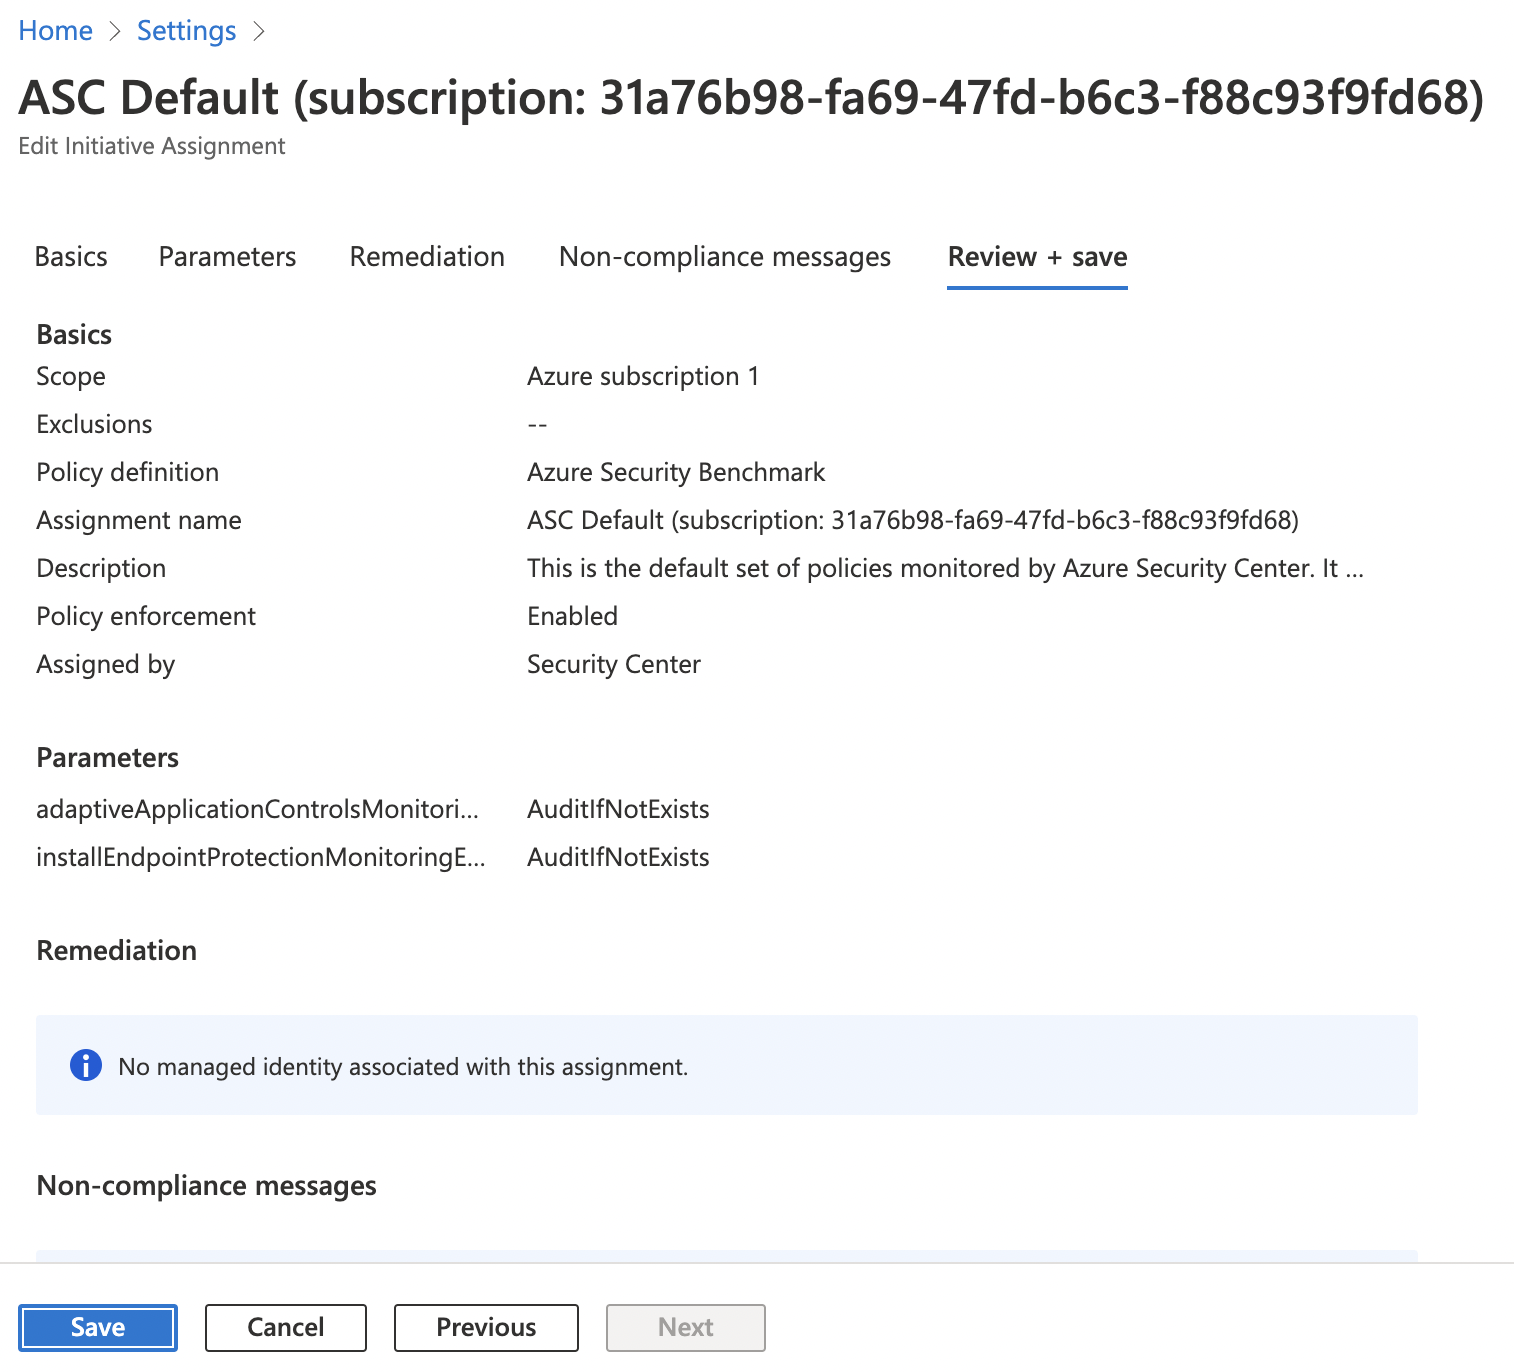 Home > Settings >
ASC Default (subscription: 31a76b98-fa69-47fd-b6c3-f88c93f9fd68)
Edit Initiative Assignment
Basics Parameters Remediation Non-compliance messages Review + save
Basics
Scope Azure subscription 1
Exclusions --
Policy definition Azure Security Benchmark
Assignment name ASC Default (subscription: 31a76b98-fa69-47fd-b6c3-f88c93f9fd68)
Description This is the default set of policies monitored by Azure Security Center. It ...
Policy enforcement Enabled
Assigned by Security Center
Parameters
adaptiveApplicationControlsMonitori... AuditIfNotExists
installEndpointProtectionMonitoringE... AuditIfNotExists
Remediation
No managed identity associated with this assignment.
Non-compliance messages
Save Cancel Previous Next